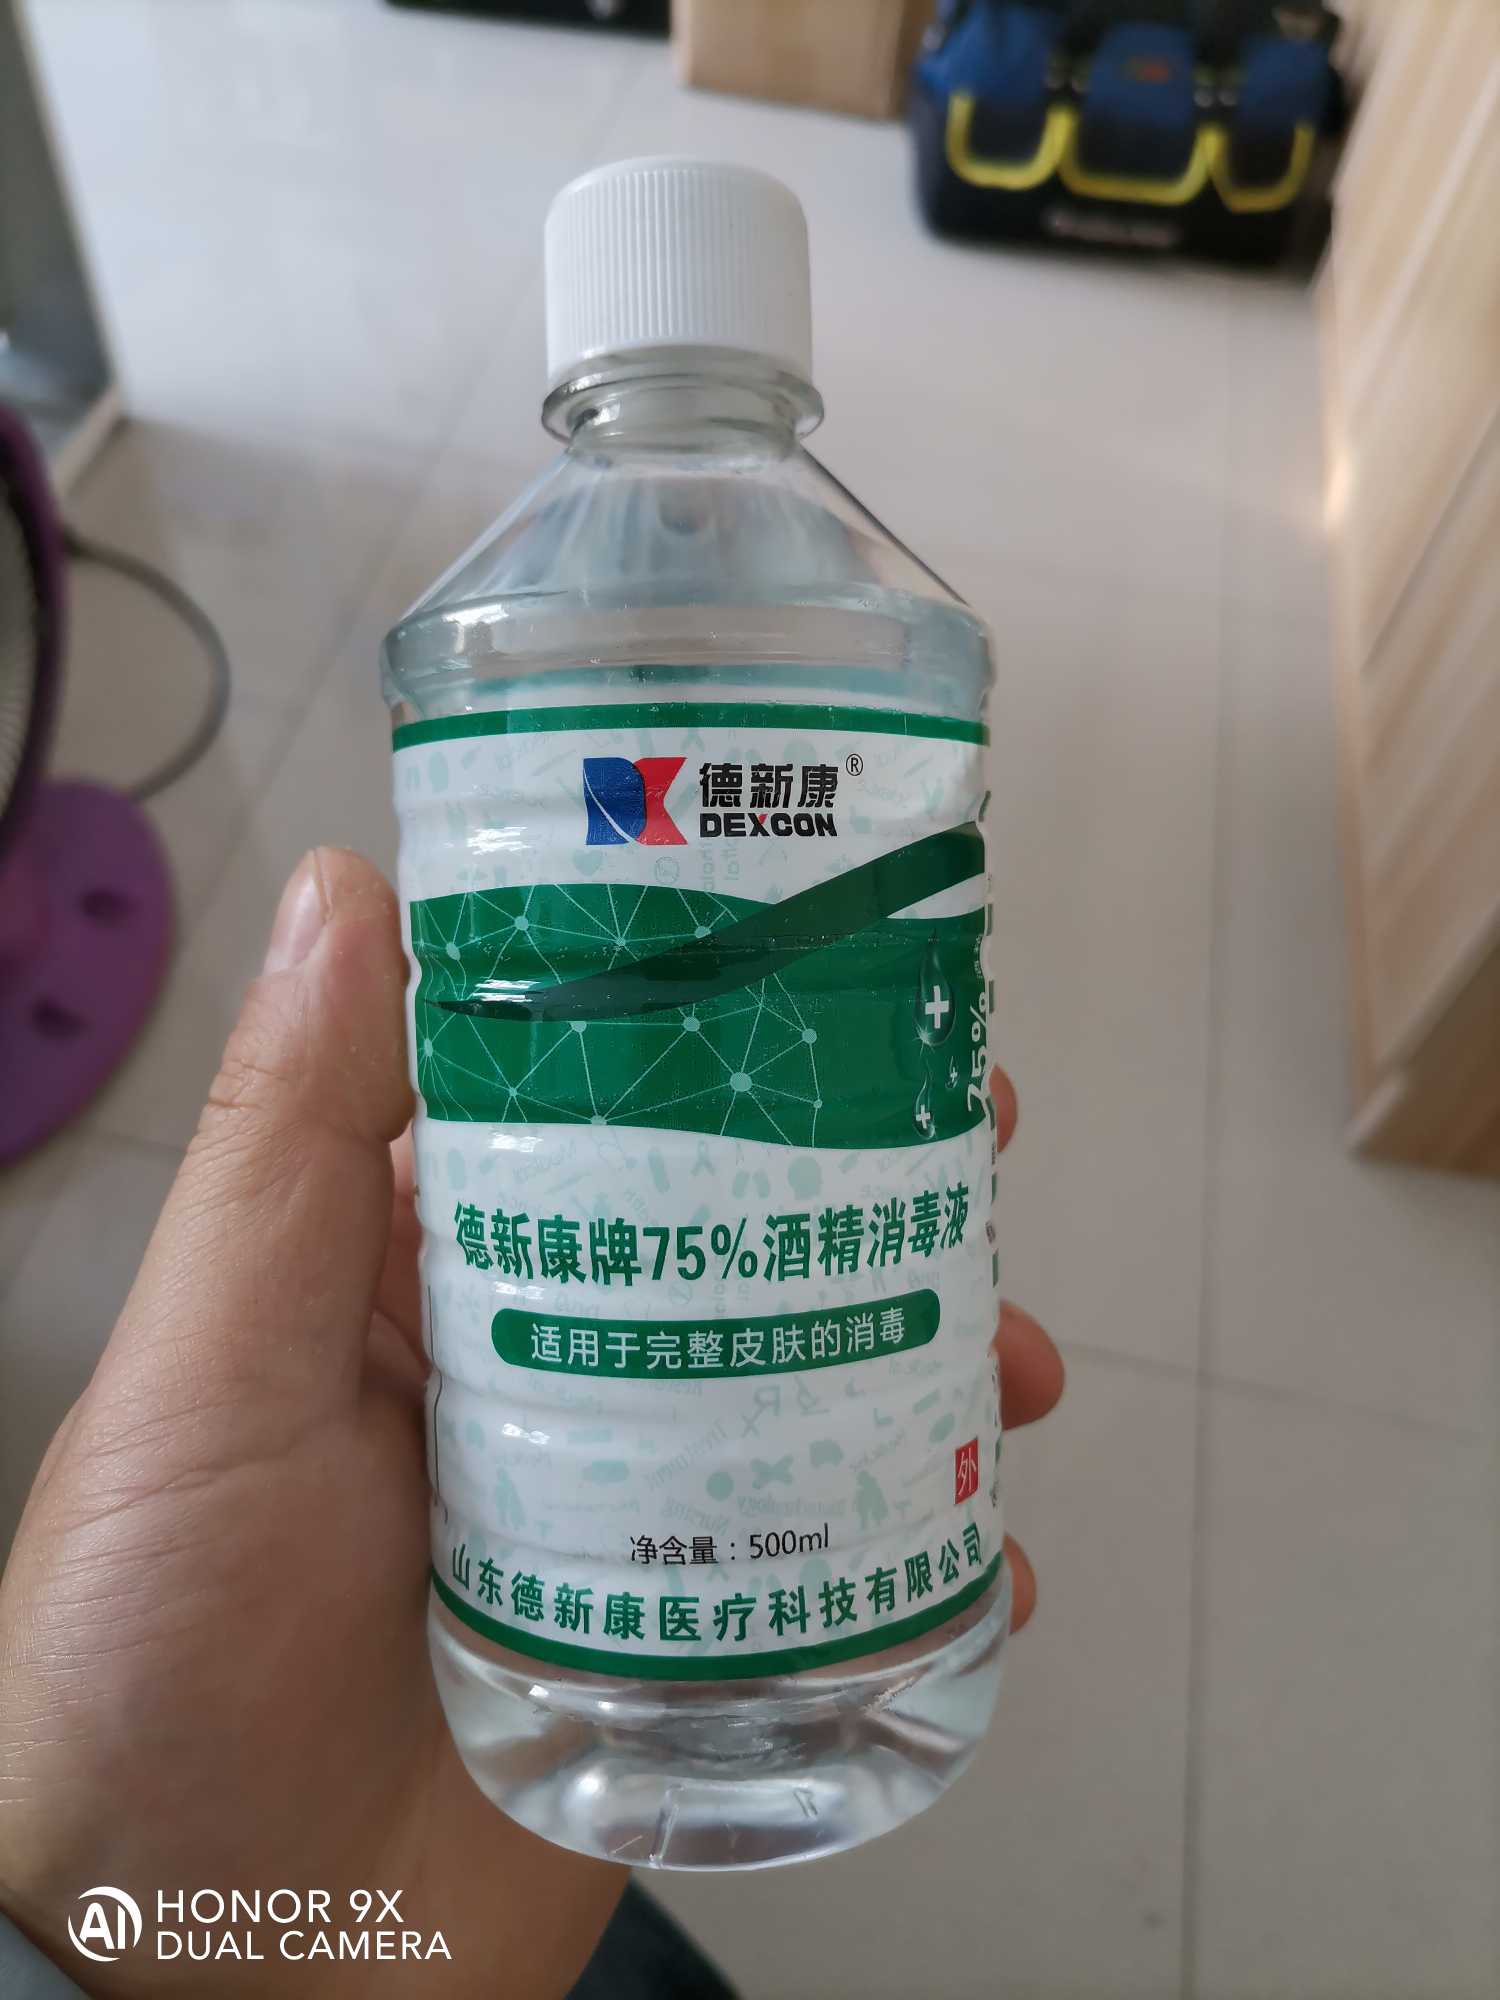 德新康®
DEXCON
75%
德新康牌75%酒精消毒液
适用于完整皮肤的消毒
外
净含量：500ml
山东德新康医疗科技有限公司
AI HONOR 9X
DUAL CAMERA